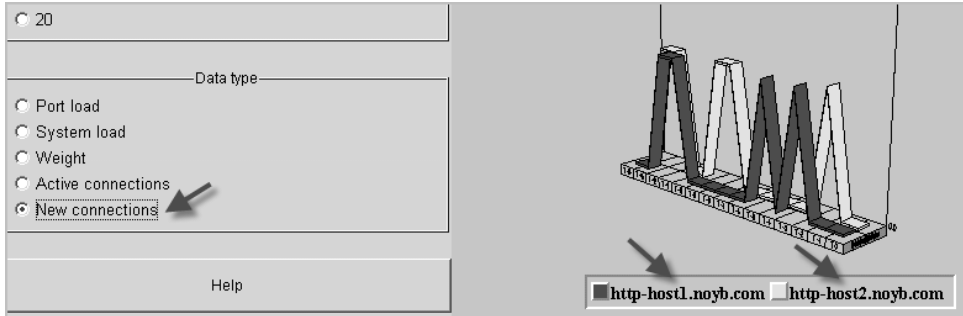 20
Data type
Port load
System load
Weight
Active connections
New connections
Help
http-host1.noyb.com http-host2.noyb.com